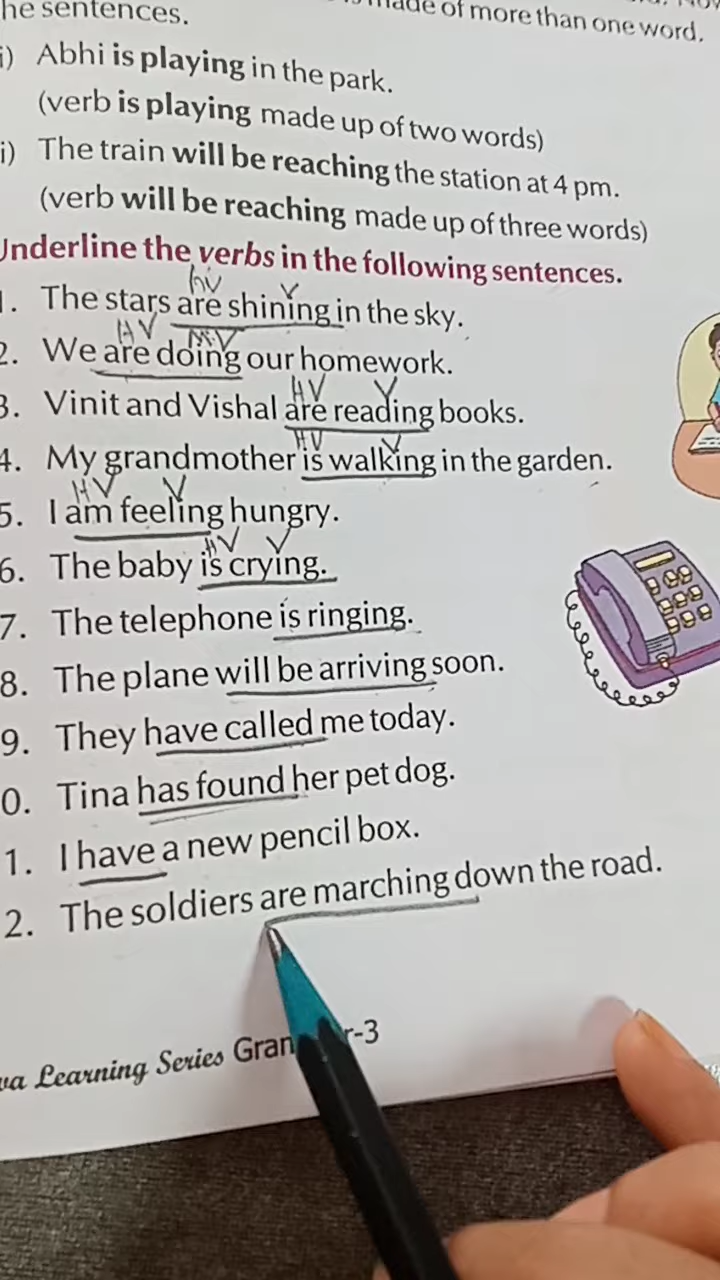 he sentences.
made of more than one word.
i) Abhi is playing in the park.
(verb is playing made up of two words)
i) The train will be reaching the station at 4 pm.
(verb will be reaching made up of three words)
Underline the verbs in the following sentences.
hv v
1. The stars are shining in the sky.
HV MV
2. We are doing our homework.
HV V
3. Vinit and Vishal are reading books.
HV V
4. My grandmother is walking in the garden.
HV V
5. I am feeling hungry.
HV V
6. The baby is crying.
7. The telephone is ringing.
8. The plane will be arriving soon.
9. They have called me today.
0. Tina has found her pet dog.
1. I have a new pencil box.
2. The soldiers are marching down the road.
va Learning Series Gran r-3